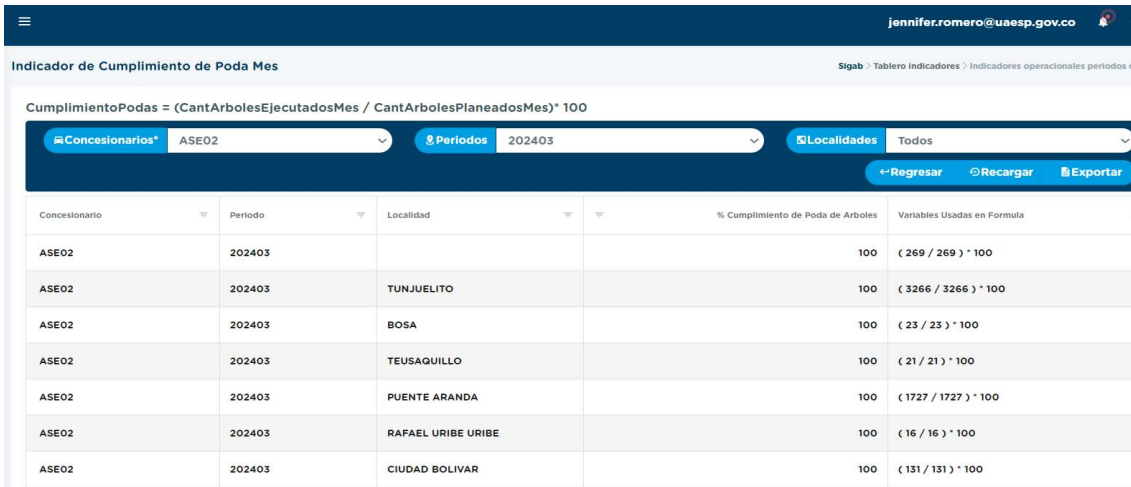 jennifer.romero@uaesp.gov.co
Indicador de Cumplimiento de Poda Mes
Sigab > Tablero indicadores > Indicadores operacionales periodos
CumplimientoPodas = (CantArbolesEjecutadosMes / CantArbolesPlaneadosMes)* 100
Concesionarios* ASE02 Periodos 202403 Localidades Todos
Regresar Recargar Exportar
Concesionario Periodo Localidad % Cumplimiento de Poda de Arboles Variables Usadas en Formula
ASE02 202403 100 ( 269 / 269 ) * 100
ASE02 202403 TUNJUELITO 100 ( 3266 / 3266 ) * 100
ASE02 202403 BOSA 100 ( 23 / 23 ) * 100
ASE02 202403 TEUSAQUILLO 100 ( 21 / 21 ) * 100
ASE02 202403 PUENTE ARANDA 100 ( 1727 / 1727 ) * 100
ASE02 202403 RAFAEL URIBE URIBE 100 ( 16 / 16 ) * 100
ASE02 202403 CIUDAD BOLIVAR 100 ( 131 / 131 ) * 100